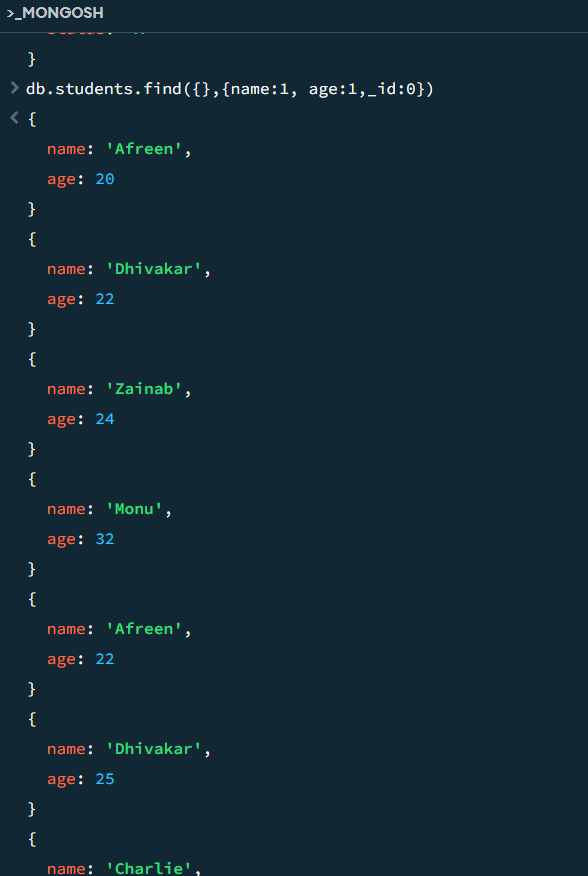 >_MONGOSH
}
> db.students.find({},{name:1, age:1,_id:0})
< {
name: 'Afreen',
age: 20
}
{
name: 'Dhivakar',
age: 22
}
{
name: 'Zainab',
age: 24
}
{
name: 'Monu',
age: 32
}
{
name: 'Afreen',
age: 22
}
{
name: 'Dhivakar',
age: 25
}
{
name: 'Charlie',